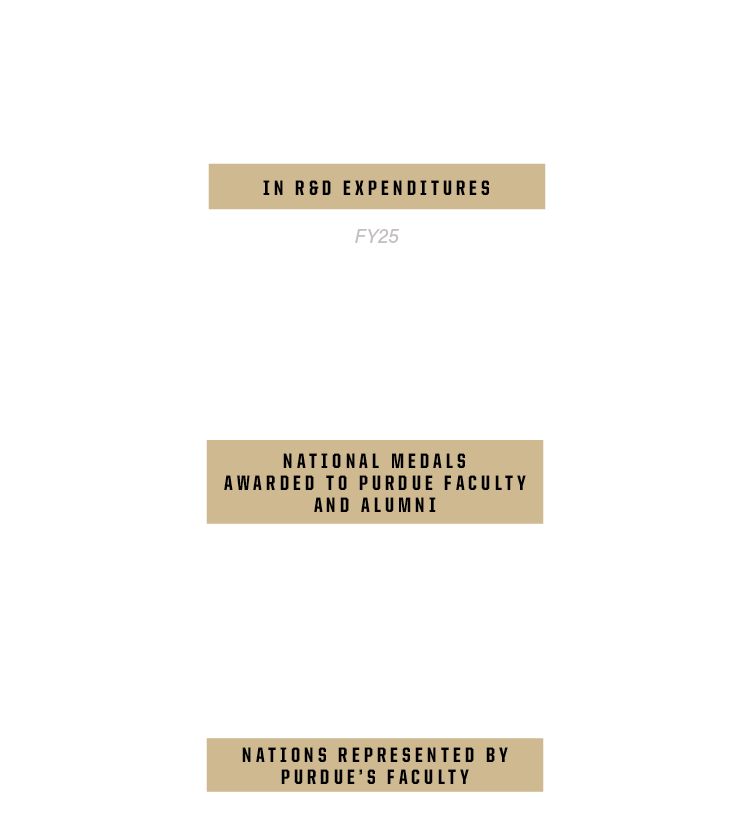 IN R&D EXPENDITURES
FY25
NATIONAL MEDALS
AWARDED TO PURDUE FACULTY
AND ALUMNI
NATIONS REPRESENTED BY
PURDUE’S FACULTY